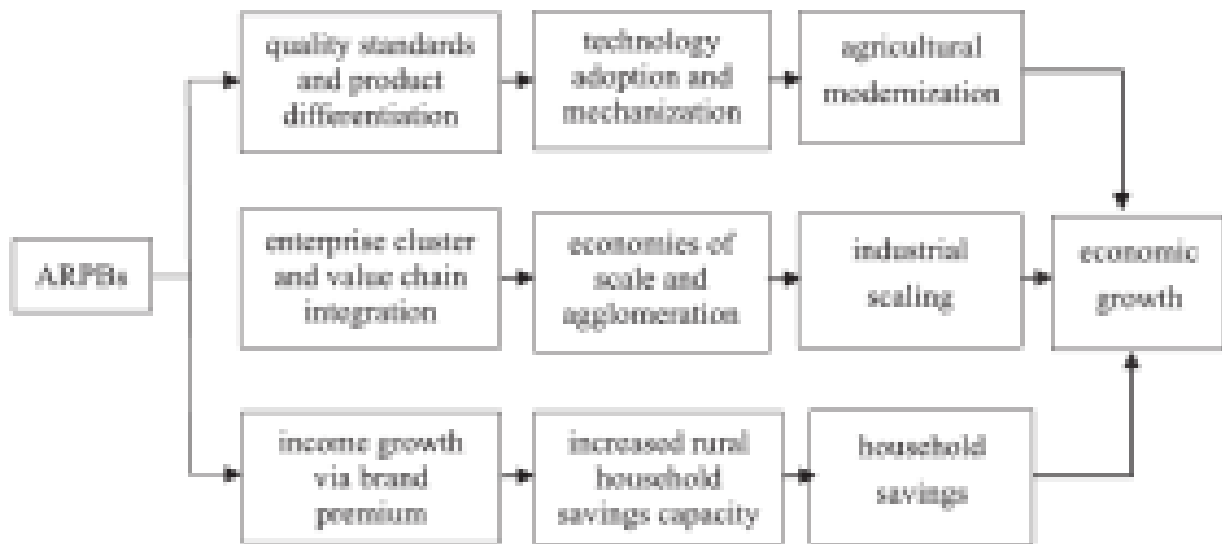 quality standards
and product
differentiation
technology
adoption and
mechanization
agricultural
modernization
ARPBs
enterprise cluster
and value chain
integration
economies of
scale and
agglomeration
industrial
scaling
economic
growth
income growth
via brand
premium
increased rural
household
savings capacity
household
savings